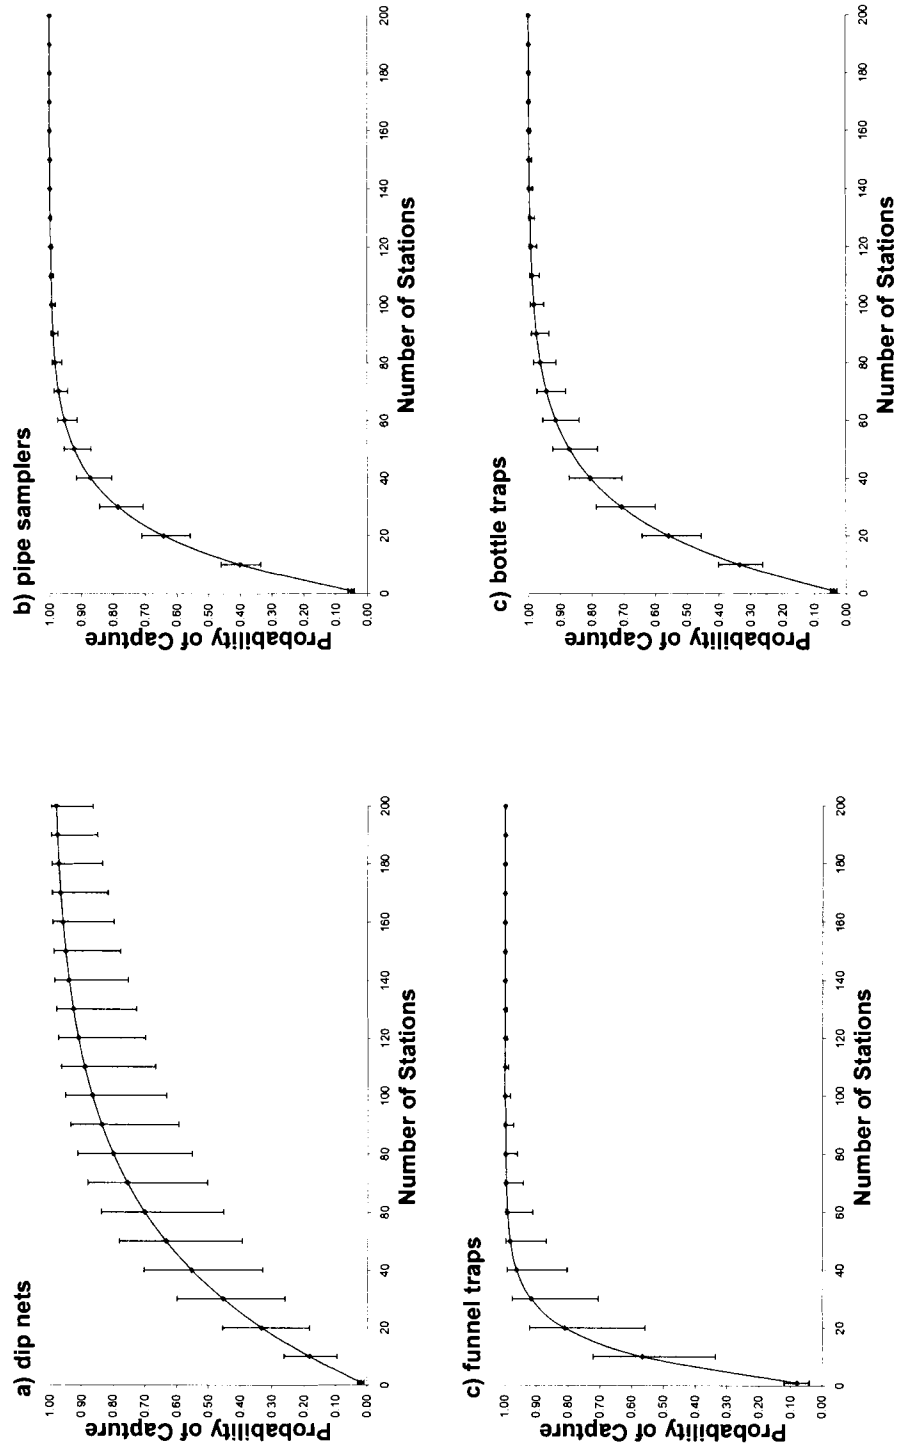 a) dip nets
Probability of Capture
1.00
0.90
0.80
0.70
0.60
0.50
0.40
0.30
0.20
0.10
0.00
0 20 40 60 80 100 120 140 160 180 200
Number of Stations
b) pipe samplers
Probability of Capture
1.00
0.90
0.80
0.70
0.60
0.50
0.40
0.30
0.20
0.10
0.00
0 20 40 60 80 100 120 140 160 180 200
Number of Stations
c) funnel traps
Probability of Capture
1.00
0.90
0.80
0.70
0.60
0.50
0.40
0.30
0.20
0.10
0.00
0 20 40 60 80 100 120 140 160 180 200
Number of Stations
c) bottle traps
Probability of Capture
1.00
0.90
0.80
0.70
0.60
0.50
0.40
0.30
0.20
0.10
0.00
0 20 40 60 80 100 120 140 160 180 200
Number of Stations